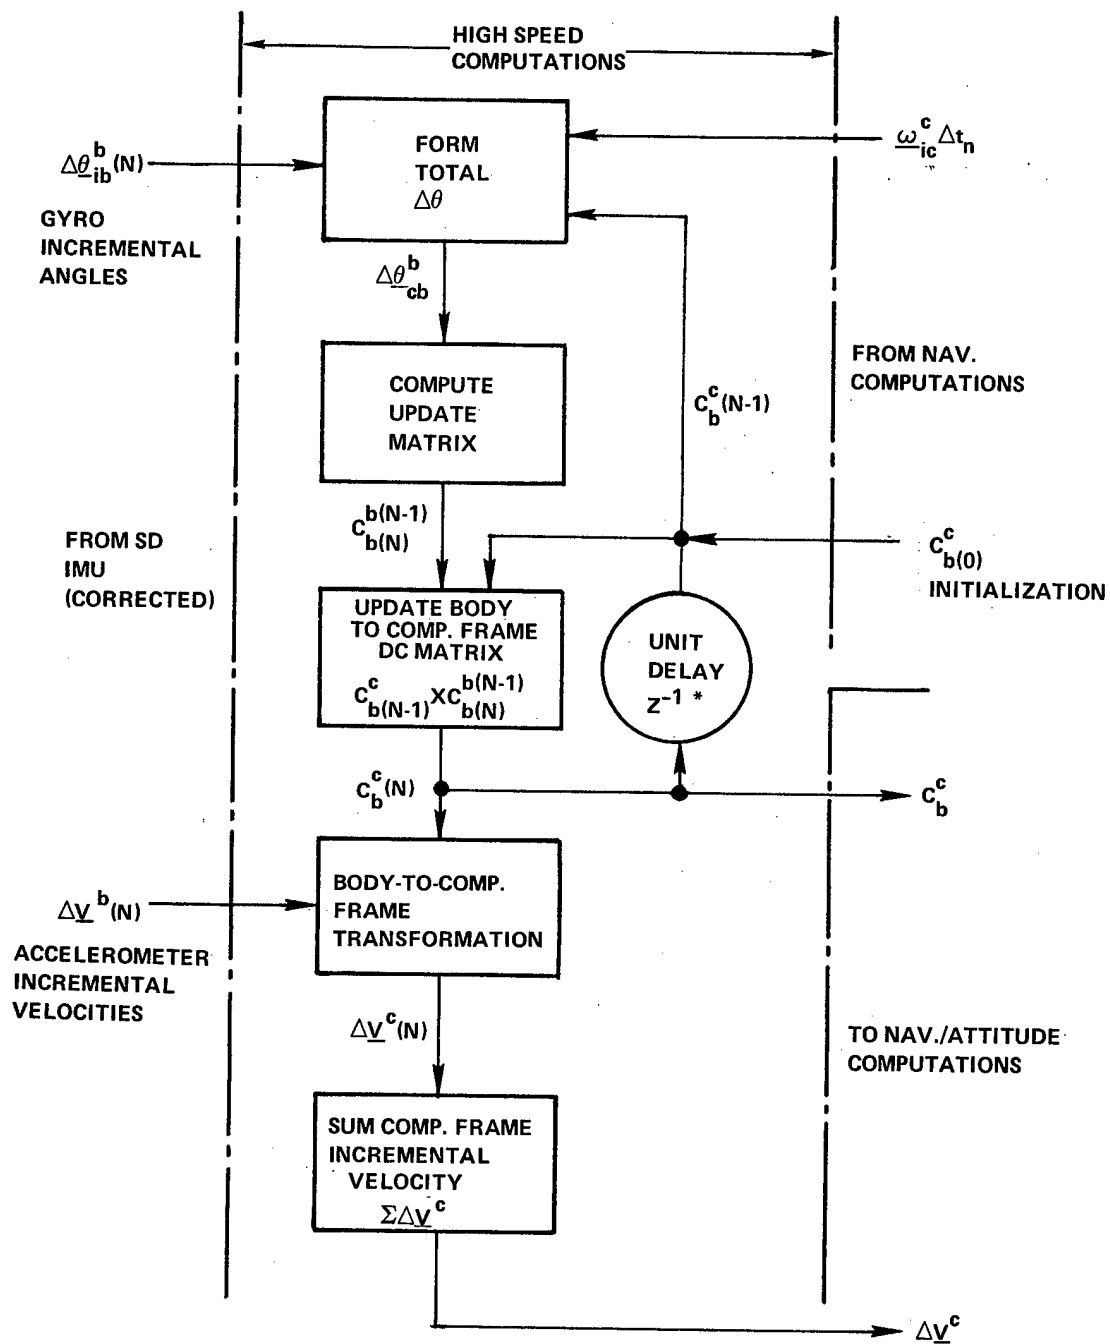 HIGH SPEED
COMPUTATIONS
FORM
TOTAL
Δθ
Δθ^b_ib(N)
GYRO
INCREMENTAL
ANGLES
ω^c_ic Δt_n
Δθ^b_cb
COMPUTE
UPDATE
MATRIX
C^c_b(N-1)
FROM NAV.
COMPUTATIONS
C^b(N-1)_b(N)
FROM SD
IMU
(CORRECTED)
C^c_b(0)
INITIALIZATION
UPDATE BODY
TO COMP. FRAME
DC MATRIX
C^c_b(N-1) X C^b(N-1)_b(N)
UNIT
DELAY
Z^-1 *
C^c_b(N)
C^c_b
BODY-TO-COMP.
FRAME
TRANSFORMATION
ΔV^b(N)
ACCELEROMETER
INCREMENTAL
VELOCITIES
ΔV^c(N)
TO NAV./ATTITUDE
COMPUTATIONS
SUM COMP. FRAME
INCREMENTAL
VELOCITY
ΣΔV^c
ΔV^c